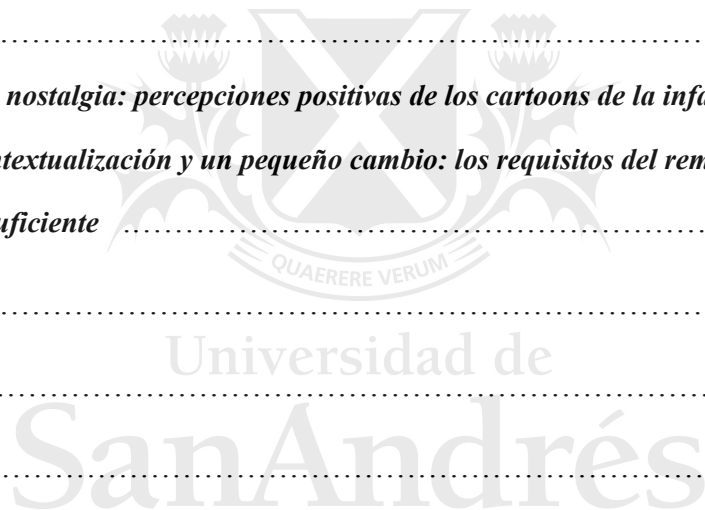 nostalgia: percepciones positivas de los cartoons de la infa
ntextualización y un pequeño cambio: los requisitos del rem
uficiente ........................................
QUAERERE VERUM
Universidad de
SanAndrés